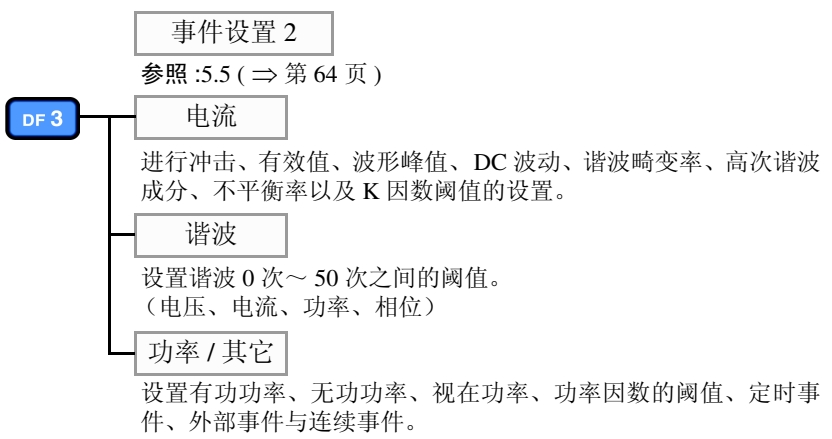 事件设置 2
参照 :5.5 ( ⇒ 第 64 页 )
DF 3
电流
进行冲击、有效值、波形峰值、DC 波动、谐波畸变率、高次谐波
成分、不平衡率以及 K 因数阈值的设置。
谐波
设置谐波 0 次～ 50 次之间的阈值。
（电压、电流、功率、相位）
功率 / 其它
设置有功功率、无功功率、视在功率、功率因数的阈值、定时事
件、外部事件与连续事件。